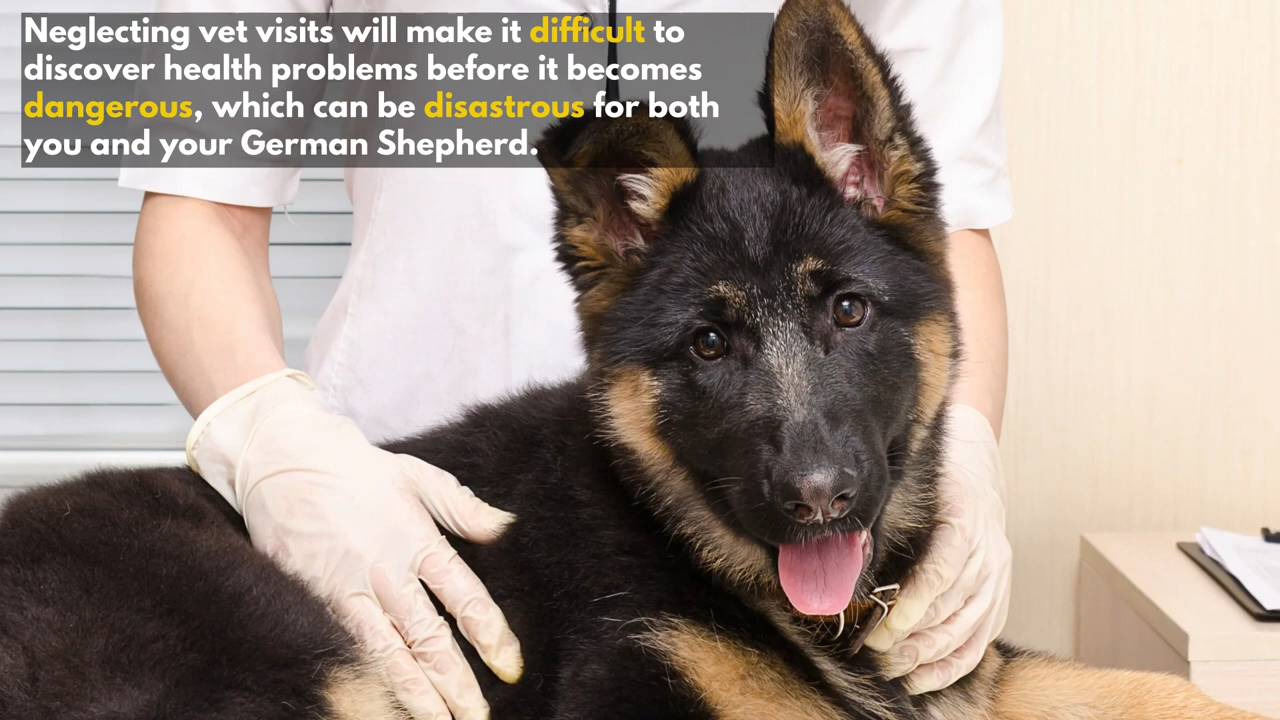 Neglecting vet visits will make it difficult to
discover health problems before it becomes
dangerous, which can be disastrous for both
you and your German Shepherd.